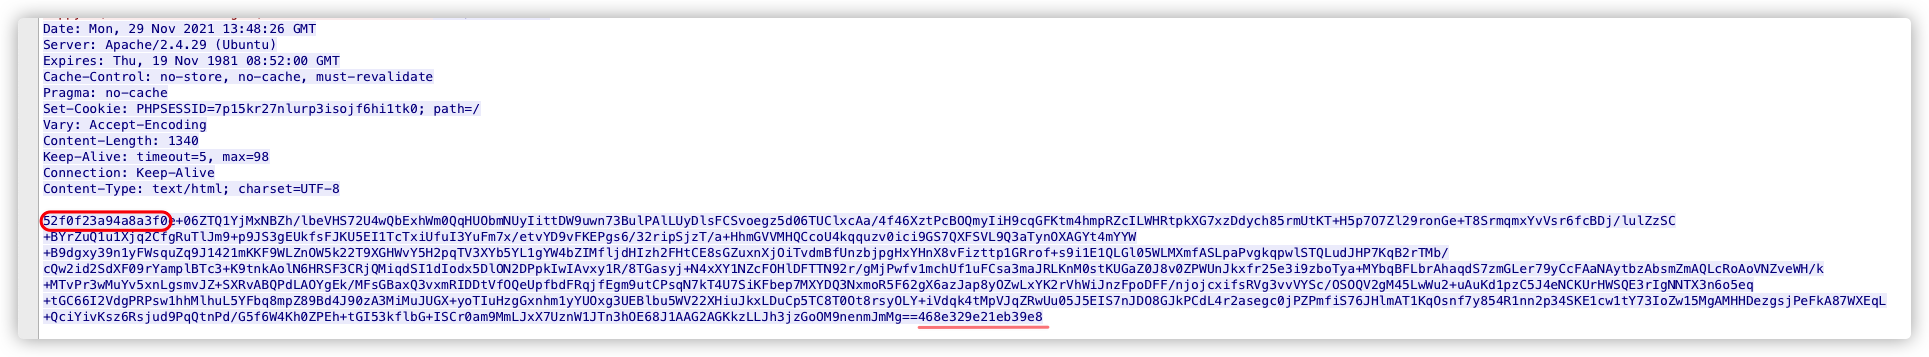 Date: Mon, 29 Nov 2021 13:48:26 GMT
Server: Apache/2.4.29 (Ubuntu)
Expires: Thu, 19 Nov 1981 08:52:00 GMT
Cache-Control: no-store, no-cache, must-revalidate
Pragma: no-cache
Set-Cookie: PHPSESSID=7p15kr27nlurp3isojf6hi1tk0; path=/
Vary: Accept-Encoding
Content-Length: 1340
Keep-Alive: timeout=5, max=98
Connection: Keep-Alive
Content-Type: text/html; charset=UTF-8
52f0f23a94a8a3f0e+06ZTQ1YjMxNBZh/lbeVHS72U4wQbExhWm0QqHUObmNUyIittDW9uwn73BulPAlLUyDlsFCSvoegz5d06TUClxcAa/4f46XztPcBOQmyIiH9cqGFKtm4hmpRZcILWHRtpkXG7xzDdych85rmUtKT+H5p7O7Zl29ronGe+T8SrmqmxYvVsr6fcBDj/lulZzSC
+BYrZuQ1u1Xjq2CfgRuTlJm9+p9JS3gEUkfsFJKU5EI1TcTxiUfuI3YuFm7x/etvYD9vFKEPgs6/32ripSjzT/a+HhmGVVMHQCcoU4kqquzv0ici9GS7QXFSVL9Q3aTynOXAGYt4mYYW
+B9dgxy39n1yFWsquZq9J1421mKKF9WLZnOW5k22T9XGHWvY5H2pqTV3XYb5YL1gYW4bZIMfljdHIzh2FHtCE8sGZuxnXjOiTvdmBfUnzbjpgHxYHnX8vFizttp1GRrof+s9i1E1QLGl05WLMXmfASLpaPvgkqpwlSTQLudJHP7KqB2rTMb/
cQw2id2SdXF09rYamplBTc3+K9tnkAolN6HRSF3CRjQMiqdSI1dIodx5DlON2DPpkIwIAvxy1R/8TGasyj+N4xXY1NZcFOHlDFTTN92r/gMjPwfv1mchUf1uFCsa3maJRLKnM0stKUGaZ0J8v0ZPWUnJkxfr25e3i9zboTya+MYbqBFLbrAhaqdS7zmGLer79yCcFAaNAytbzAbsmZmAQLcRoAoVNZveWH/k
+MTvPr3wMuYv5xnLgsmvJZ+SXRvABQPdLAOYgEk/MFsGBaxQ3vxmRIDDtVfOQeUpfbdFRqjfEgm9utCPsqN7kT4U7SiKFbep7MXYDQ3NxmoR5F62gX6azJap8yOZwLxYK2rVhWiJnzFpoDFF/njojcxifsRVg3vvVYSc/OSOQV2gM45LwWu2+uAuKd1pzC5J4eNCKUrHWSQE3rIgNNTX3n6o5eq
+tGC66I2VdgPRPsw1hhMlhuL5YFbq8mpZ89Bd4J90zA3MiMuJUGX+yoTIuHzgGxnhm1yYUOxg3UEBlbu5WV22XHiuJkxLDuCp5TC8T0Ot8rsyOLY+iVdqk4tMpVJqZRwUu05J5EIS7nJDO8GJkPCdL4r2asegc0jPZPmfiS76JHlmAT1KqOsnf7y854R1nn2p34SKE1cw1tY73IoZw15MgAMHHDezgsjPeFkA87WXEqL
+QciYivKsz6Rsjud9PqQtnPd/G5f6W4Kh0ZPEh+tGI53kflbG+ISCr0am9MmLJxX7UznW1JTn3hOE68J1AAG2AGKkzLLJh3jzGoOM9nenmJmMg==468e329e21eb39e8